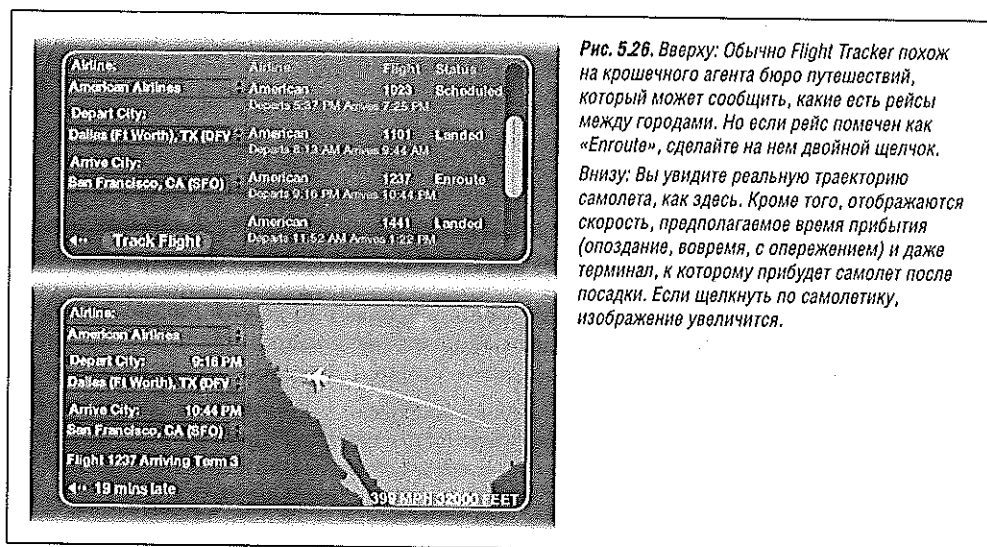 Airline:
American Airlines
Depart City:
Dallas (Ft Worth), TX (DFW
Arrive City:
San Francisco, CA (SFO)
Track Flight
Airline Flight Status
American 1023 Scheduled
Departs 5:37 PM Arrives 7:25 PM
American 1101 Landed
Departs 8:13 AM Arrives 9:44 AM
American 1237 Enroute
Departs 9:16 PM Arrives 10:44 PM
American 1441 Landed
Departs 11:52 AM Arrives 1:22 PM
Airline:
American Airlines
Depart City: 9:16 PM
Dallas (Ft Worth), TX (DFW
Arrive City: 10:44 PM
San Francisco, CA (SFO)
Flight 1237 Arriving Term 3
19 mins late
399 MPH 32000 FEET
Рис. 5.26. Вверху: Обычно Flight Tracker похож
на крошечного агента бюро путешествий,
который может сообщить, какие есть рейсы
между городами. Но если рейс помечен как
«Enroute», сделайте на нем двойной щелчок.
Внизу: Вы увидите реальную траекторию
самолета, как здесь. Кроме того, отображаются
скорость, предполагаемое время прибытия
(опоздание, вовремя, с опережением) и даже
терминал, к которому прибудет самолет после
посадки. Если щелкнуть по самолетику,
изображение увеличится.